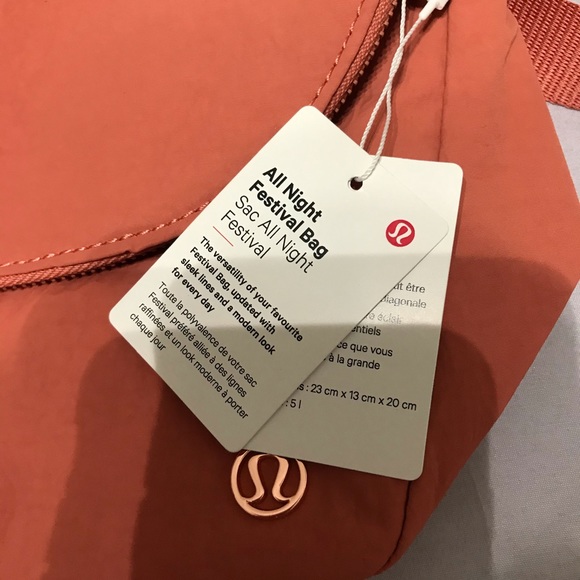 All Night
Festival Bag
Sac All Night
Festival
The versatility of your favourite
Festival Bag, updated with
sleek lines and a modern look
for every day
Toute la polyvalence de votre sac
Festival préféré alliée à des lignes
raffinées et un look moderne à porter
chaque jour
être
diagonale
ce que vous
à la grande
: 23 cm x 13 cm x 20 cm
: 5 l